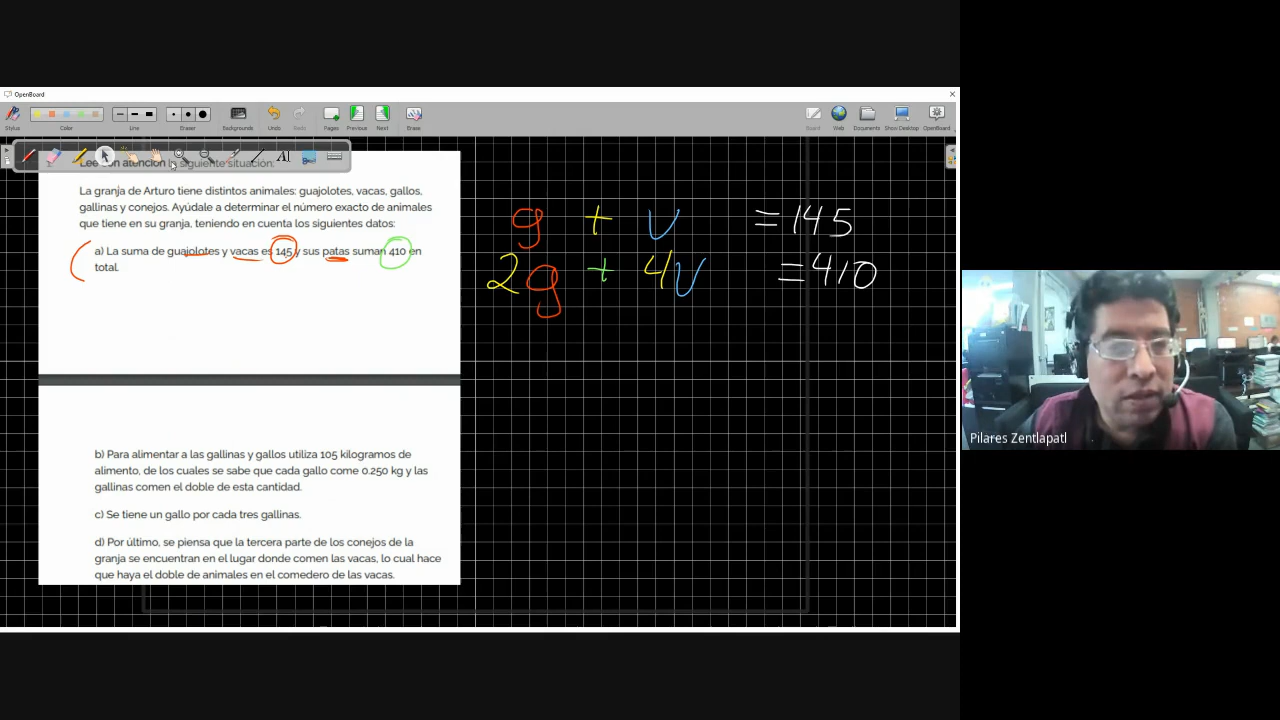 OpenBoard
Stylus Color Line Eraser Backgrounds Undo Redo Pages Previous Next Erase Board Web Documents Show Desktop OpenBoard
1. Lee con atención la siguiente situación:
La granja de Arturo tiene distintos animales: guajolotes, vacas, gallos,
gallinas y conejos. Ayúdale a determinar el número exacto de animales
que tiene en su granja, teniendo en cuenta los siguientes datos:
a) La suma de guajolotes y vacas es 145 y sus patas suman 410 en
total.
g + v = 145
2g + 4v = 410
b) Para alimentar a las gallinas y gallos utiliza 105 kilogramos de
alimento, de los cuales se sabe que cada gallo come 0.250 kg y las
gallinas comen el doble de esta cantidad.
c) Se tiene un gallo por cada tres gallinas.
d) Por último, se piensa que la tercera parte de los conejos de la
granja se encuentran en el lugar donde comen las vacas, lo cual hace
que haya el doble de animales en el comedero de las vacas.
Pilares Zentlapatl